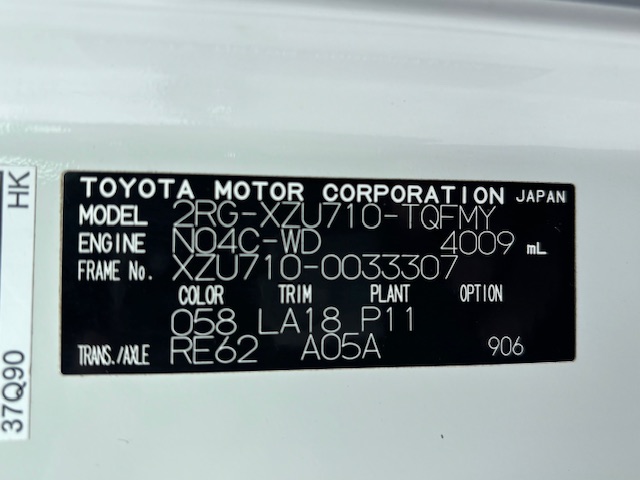 TOYOTA MOTOR CORPORATION JAPAN
MODEL 2RG-XZU710-TQFMY
ENGINE N04C-WD 4009 mL
FRAME No. XZU710-0033307
COLOR TRIM PLANT OPTION
058 LA18 P11
TRANS./AXLE RE62 A05A 906
37Q90 HK